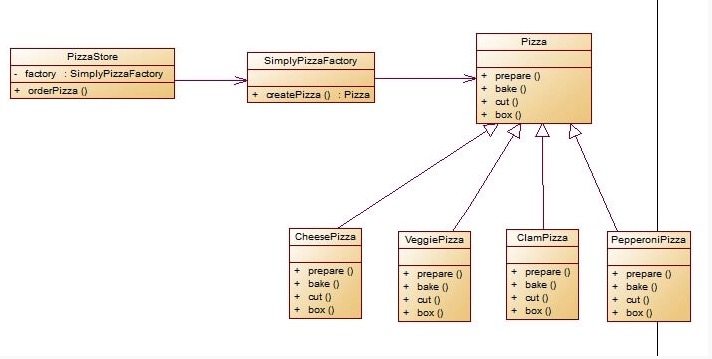 PizzaStore
- factory : SimplyPizzaFactory
+ orderPizza ()
SimplyPizzaFactory
+ createPizza () : Pizza
Pizza
+ prepare ()
+ bake ()
+ cut ()
+ box ()
CheesePizza
+ prepare ()
+ bake ()
+ cut ()
+ box ()
VeggiePizza
+ prepare ()
+ bake ()
+ cut ()
+ box ()
ClamPizza
+ prepare ()
+ bake ()
+ cut ()
+ box ()
PepperoniPizza
+ prepare ()
+ bake ()
+ cut ()
+ box ()